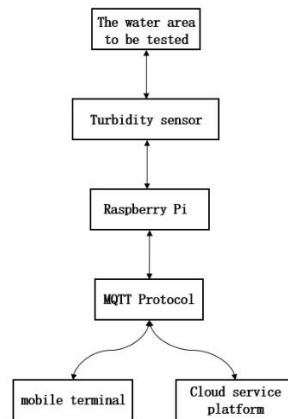 The water area
to be tested
Turbidity sensor
Raspberry Pi
MQTT Protocol
mobile terminal
Cloud service
platform